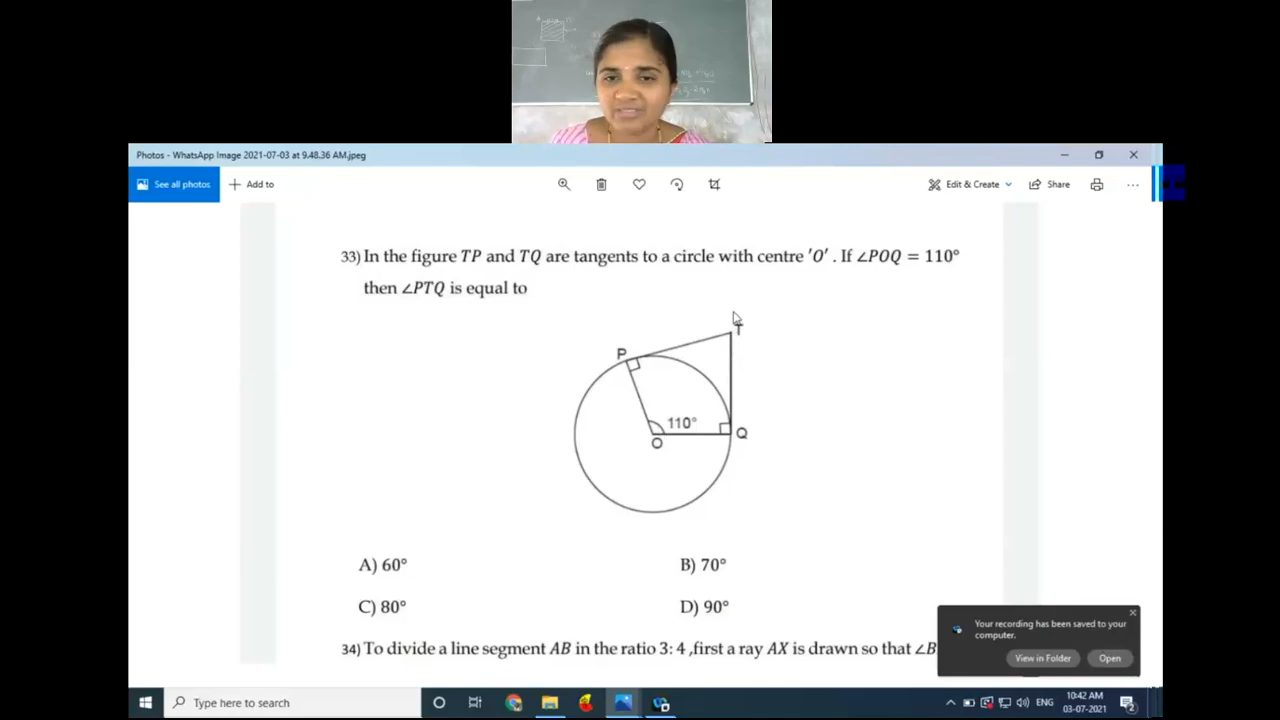 Photos - WhatsApp Image 2021-07-03 at 9.48.36 AM.jpeg
See all photos
Add to
Edit & Create
Share
33) In the figure TP and TQ are tangents to a circle with centre 'O' . If ∠POQ = 110°
then ∠PTQ is equal to
T
P
110°
Q
O
A) 60°
B) 70°
C) 80°
D) 90°
Your recording has been saved to your
computer.
View in Folder
Open
34) To divide a line segment AB in the ratio 3: 4 ,first a ray AX is drawn so that ∠B
Type here to search
ENG
10:42 AM
03-07-2021
2